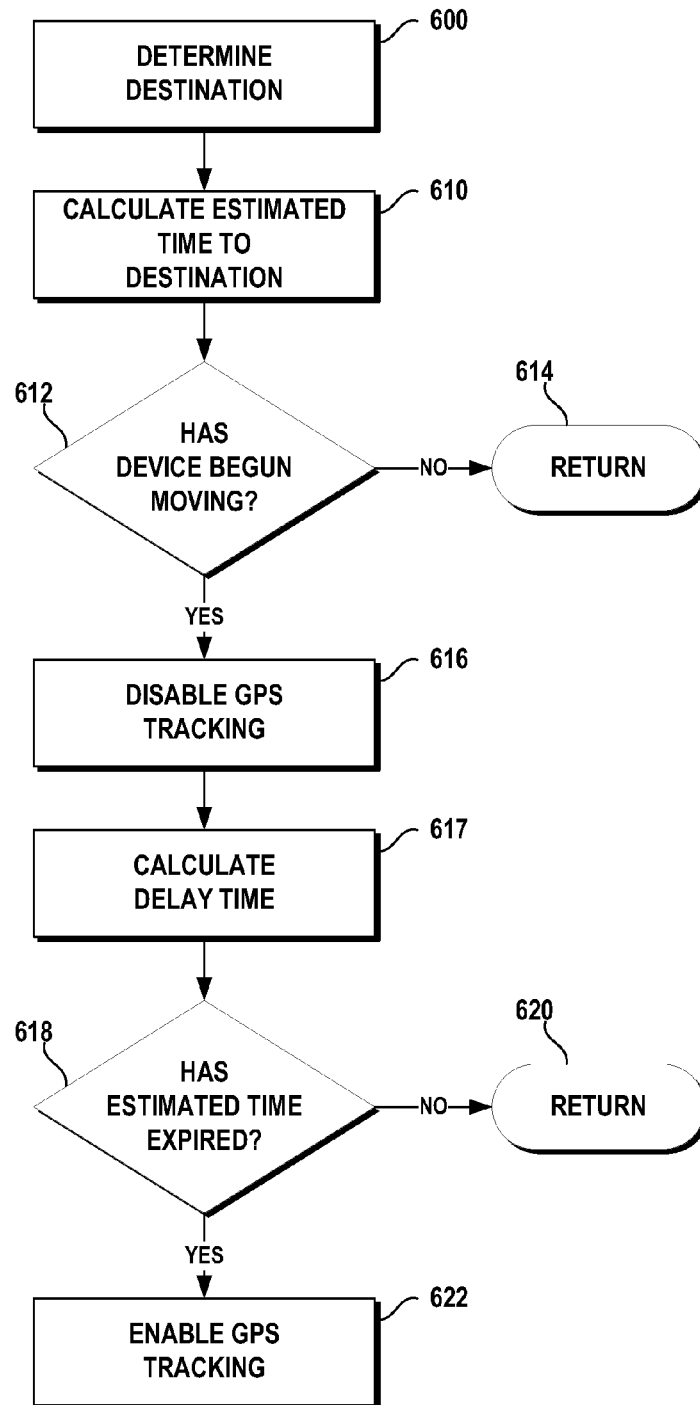 600
DETERMINE
DESTINATION
610
CALCULATE ESTIMATED
TIME TO
DESTINATION
612
HAS
DEVICE BEGUN
MOVING?
NO
614
RETURN
YES
616
DISABLE GPS
TRACKING
617
CALCULATE
DELAY TIME
618
HAS
ESTIMATED TIME
EXPIRED?
NO
620
RETURN
YES
622
ENABLE GPS
TRACKING